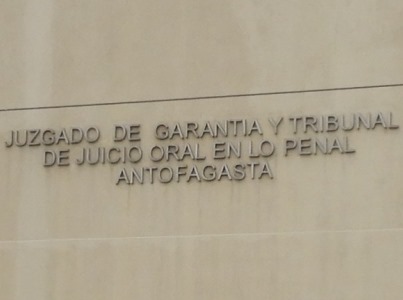 JUZGADO DE GARANTIA Y TRIBUNAL
DE JUICIO ORAL EN LO PENAL
ANTOFAGASTA